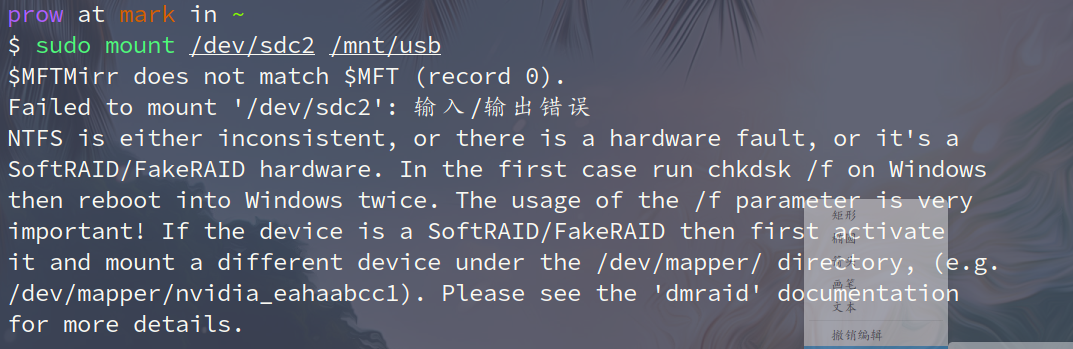 prow at mark in ~
$ sudo mount /dev/sdc2 /mnt/usb
$MFTMirr does not match $MFT (record 0).
Failed to mount '/dev/sdc2': 输入/输出错误
NTFS is either inconsistent, or there is a hardware fault, or it's a
SoftRAID/FakeRAID hardware. In the first case run chkdsk /f on Windows
then reboot into Windows twice. The usage of the /f parameter is very
important! If the device is a SoftRAID/FakeRAID then first activate
it and mount a different device under the /dev/mapper/ directory, (e.g.
/dev/mapper/nvidia_eahaabcc1). Please see the 'dmraid' documentation
for more details.
矩形
椭圆
画笔
文本
撤销编辑